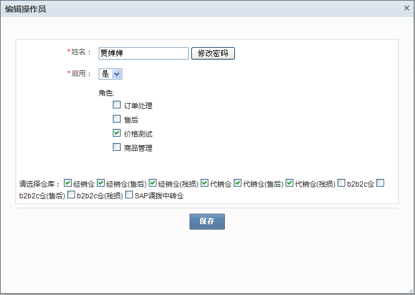 编辑操作员
*姓名： 贾婵婵 修改密码
*启用： 是
角色:
订单处理
售后
价格测试
商品管理
请选择仓库： 经销仓 经销仓(售后) 经销仓(残损) 代销仓 代销仓(售后) 代销仓(残损) b2b2c仓
b2b2c仓(售后) b2b2c仓(残损) SAP调拨中转仓
保存